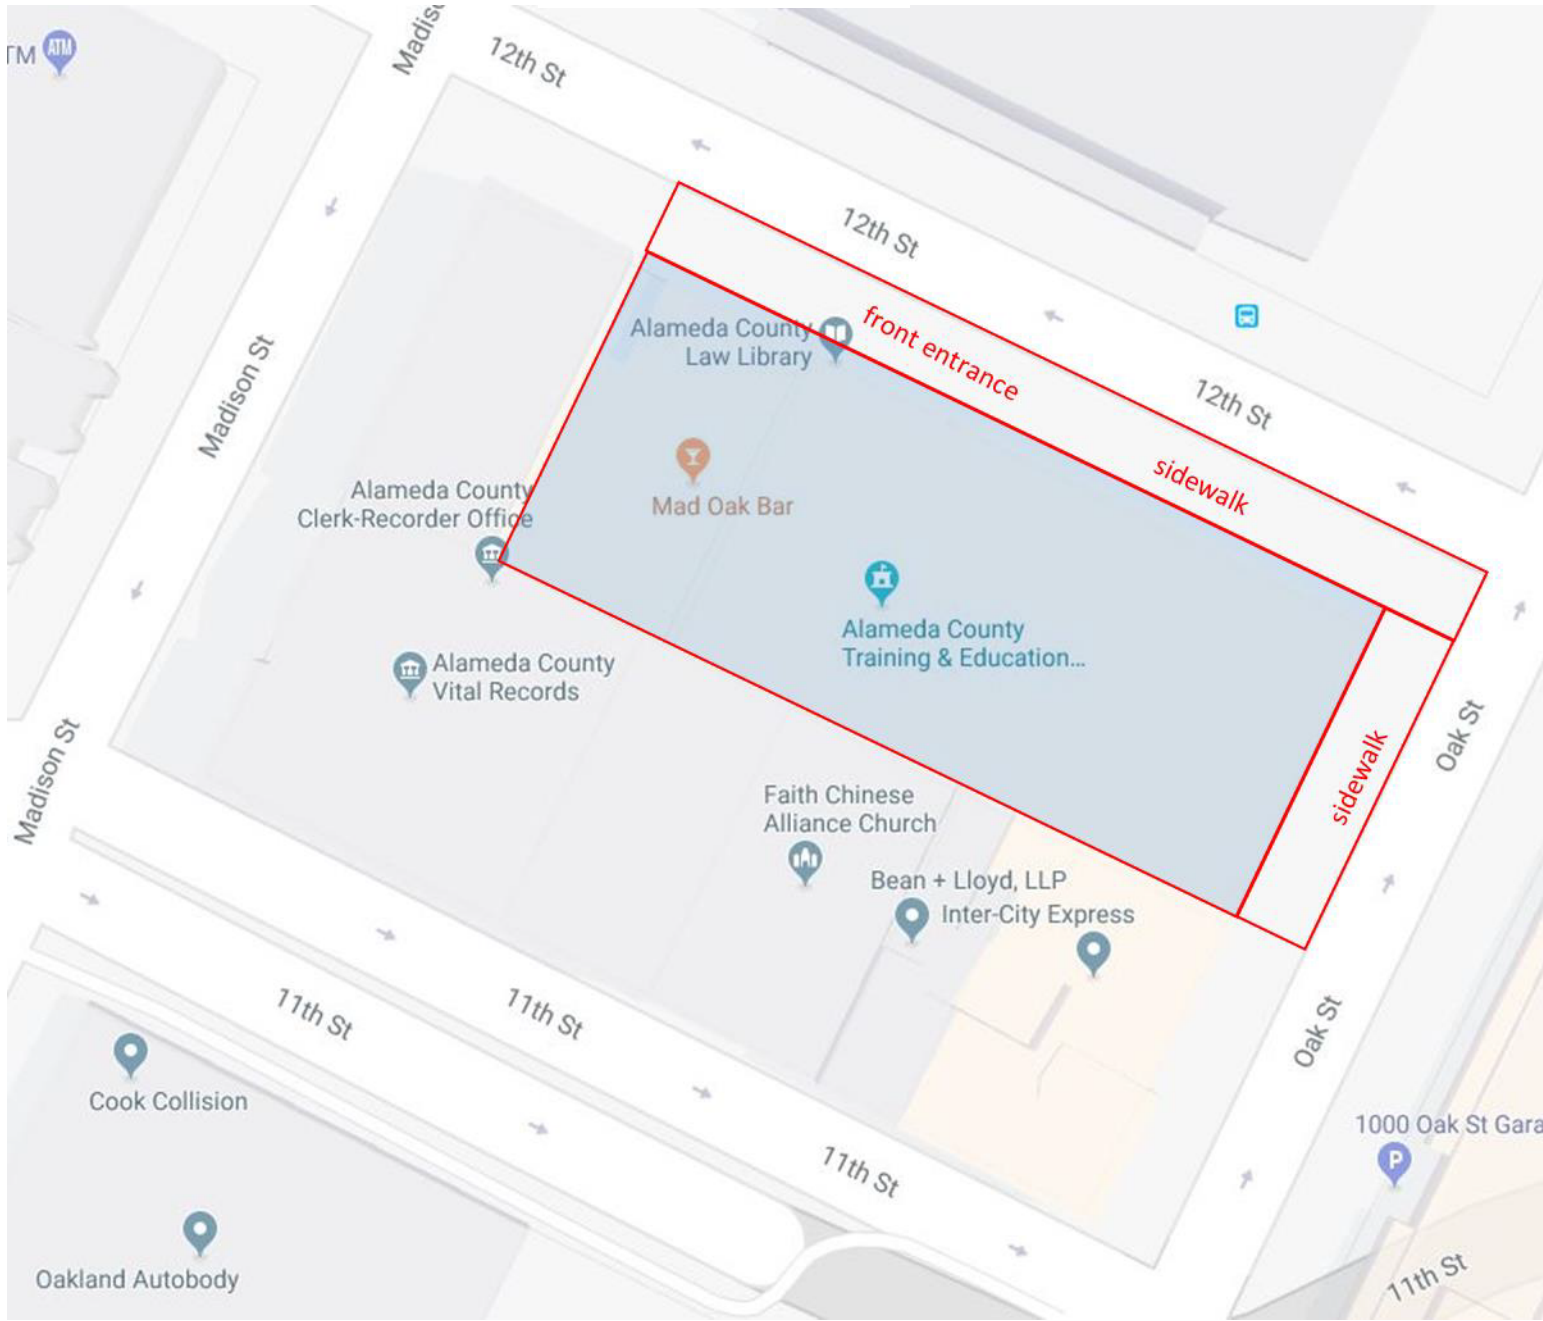 TM
ATM
Madis
12th St
12th St
Alameda County
Law Library
front entrance
12th St
sidewalk
Madison St
Mad Oak Bar
Alameda County
Clerk-Recorder Office
Alameda County
Training & Education...
Alameda County
Vital Records
Oak St
sidewalk
Madison St
Faith Chinese
Alliance Church
Bean + Lloyd, LLP
Inter-City Express
11th St
11th St
Oak St
Cook Collision
1000 Oak St Gara
P
11th St
Oakland Autobody
11th St